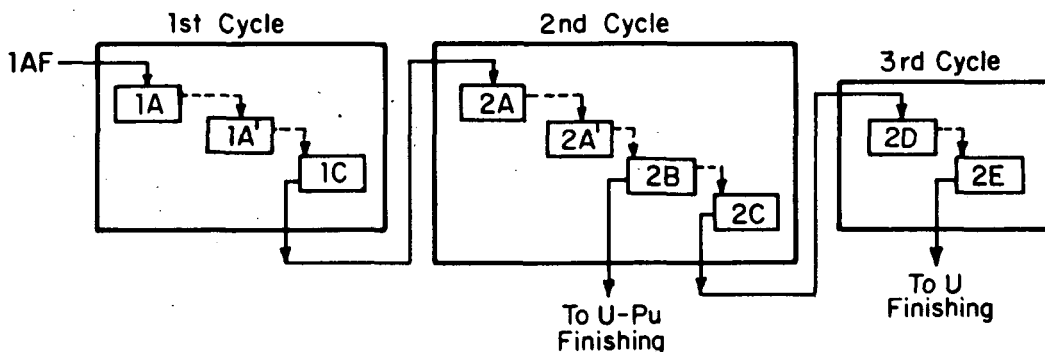 1st Cycle
2nd Cycle
3rd Cycle
1AF
1A
1A'
1C
2A
2A'
2B
2C
2D
2E
To U-Pu
Finishing
To U
Finishing